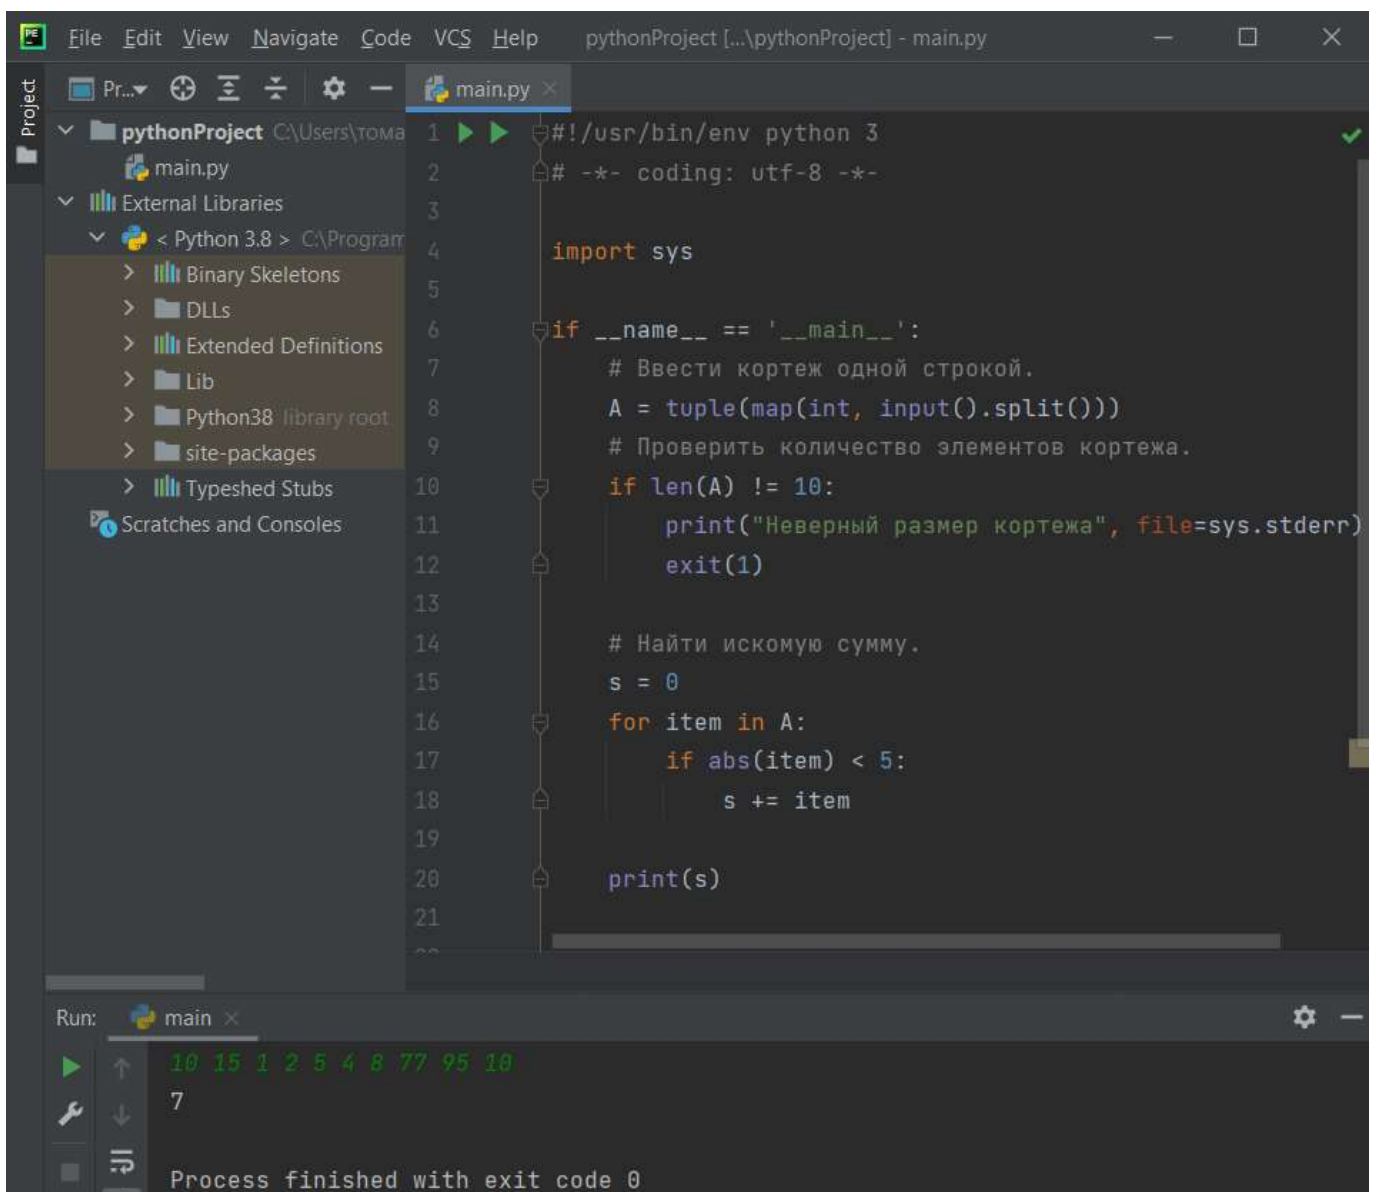 File Edit View Navigate Code VCS Help pythonProject [...\pythonProject] - main.py
Project
Pr...
main.py
pythonProject C:\Users\тома
main.py
External Libraries
< Python 3.8 > C:\Program
Binary Skeletons
DLLs
Extended Definitions
Lib
Python38 library root
site-packages
Typeshed Stubs
Scratches and Consoles
1 #!/usr/bin/env python 3
2 # -*- coding: utf-8 -*-
3
4 import sys
5
6 if __name__ == '__main__':
7 # Ввести кортеж одной строкой.
8 A = tuple(map(int, input().split()))
9 # Проверить количество элементов кортежа.
10 if len(A) != 10:
11 print("Неверный размер кортежа", file=sys.stderr)
12 exit(1)
13
14 # Найти искомую сумму.
15 s = 0
16 for item in A:
17 if abs(item) < 5:
18 s += item
19
20 print(s)
21
Run: main
10 15 1 2 5 4 8 77 95 10
7
Process finished with exit code 0